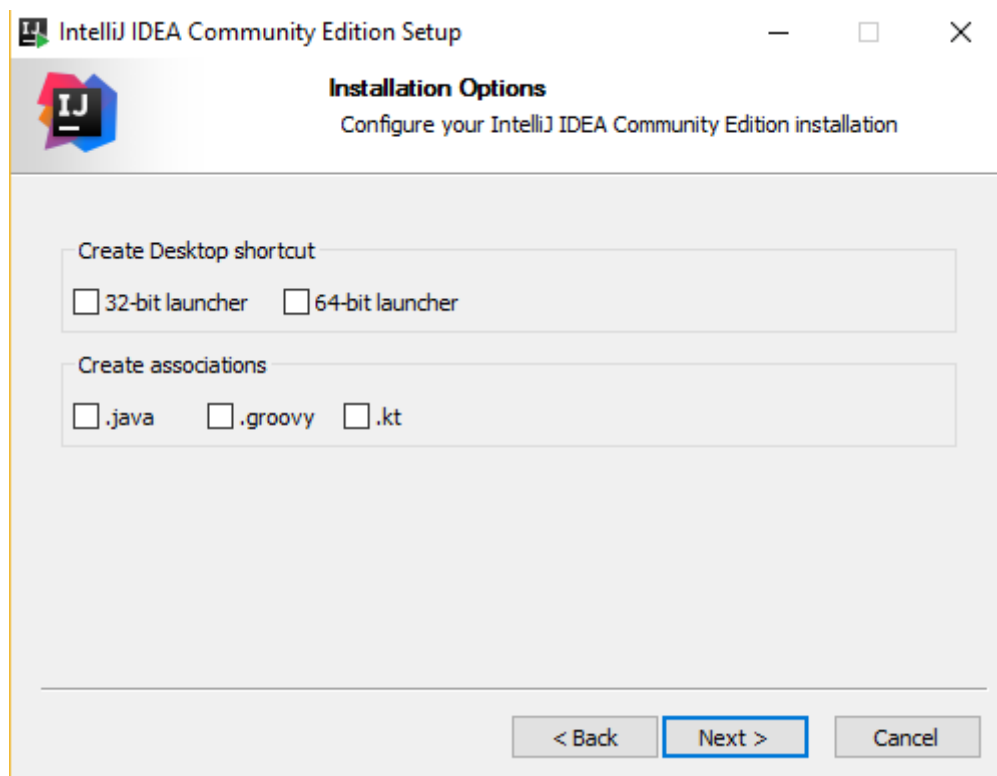 IntelliJ IDEA Community Edition Setup
IJ
Installation Options
Configure your IntelliJ IDEA Community Edition installation
Create Desktop shortcut
32-bit launcher 64-bit launcher
Create associations
.java .groovy .kt
< Back Next > Cancel